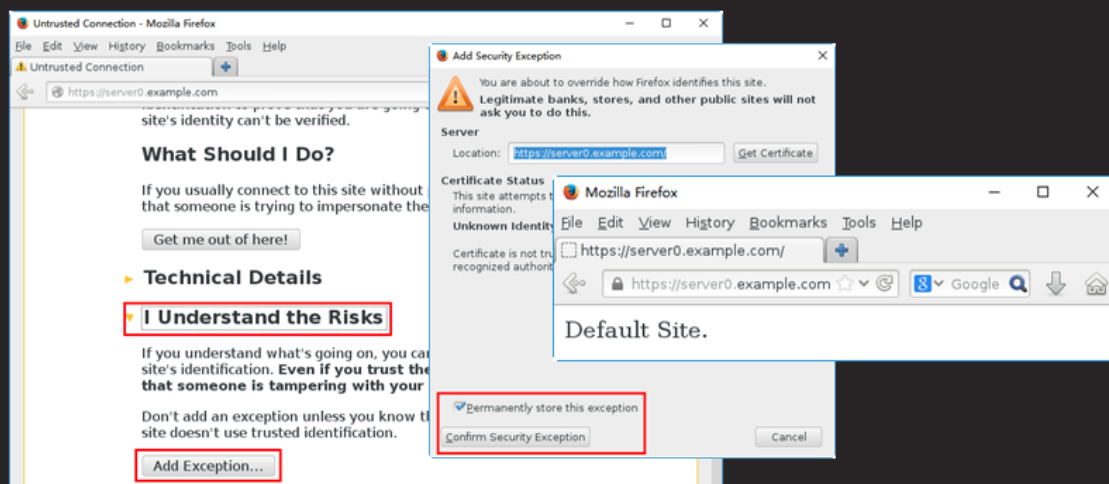 Untrusted Connection - Mozilla Firefox
File Edit View History Bookmarks Tools Help
Untrusted Connection
https://server0.example.com
site's identity can't be verified.
What Should I Do?
If you usually connect to this site without
that someone is trying to impersonate the
Get me out of here!
Technical Details
I Understand the Risks
If you understand what's going on, you can
site's identification. Even if you trust the
that someone is tampering with your
Don't add an exception unless you know
site doesn't use trusted identification.
Add Exception...
Add Security Exception
You are about to override how Firefox identifies this site.
Legitimate banks, stores, and other public sites will not
ask you to do this.
Server
Location: https://server0.example.com/ Get Certificate
Certificate Status
This site attempts
information.
Unknown Identity
Certificate is not
recognized
Permanently store this exception
Confirm Security Exception Cancel
Mozilla Firefox
File Edit View History Bookmarks Tools Help
https://server0.example.com/
https://server0.example.com Google
Default Site.